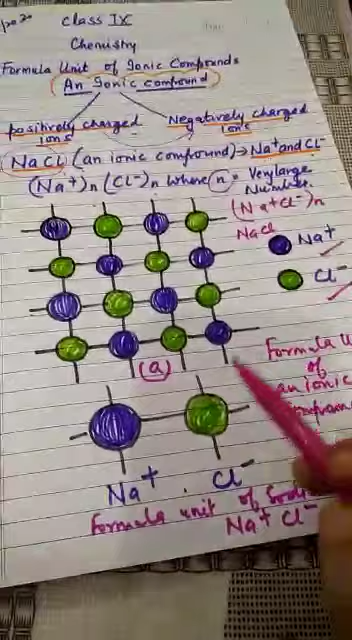 Class IX
Chemistry
Formula Unit of Ionic Compounds
An Ionic compound
positively charged ions
Negatively charged ions
NaCl (an ionic compound) → Na⁺ and Cl⁻
(Na⁺)n (Cl⁻)n where n = Very large Number.
(Na⁺Cl⁻)n
NaCl
Na⁺
Cl⁻
(a)
Formula
of
an ionic
Na⁺ Cl⁻
Formula unit of
Na⁺ Cl⁻